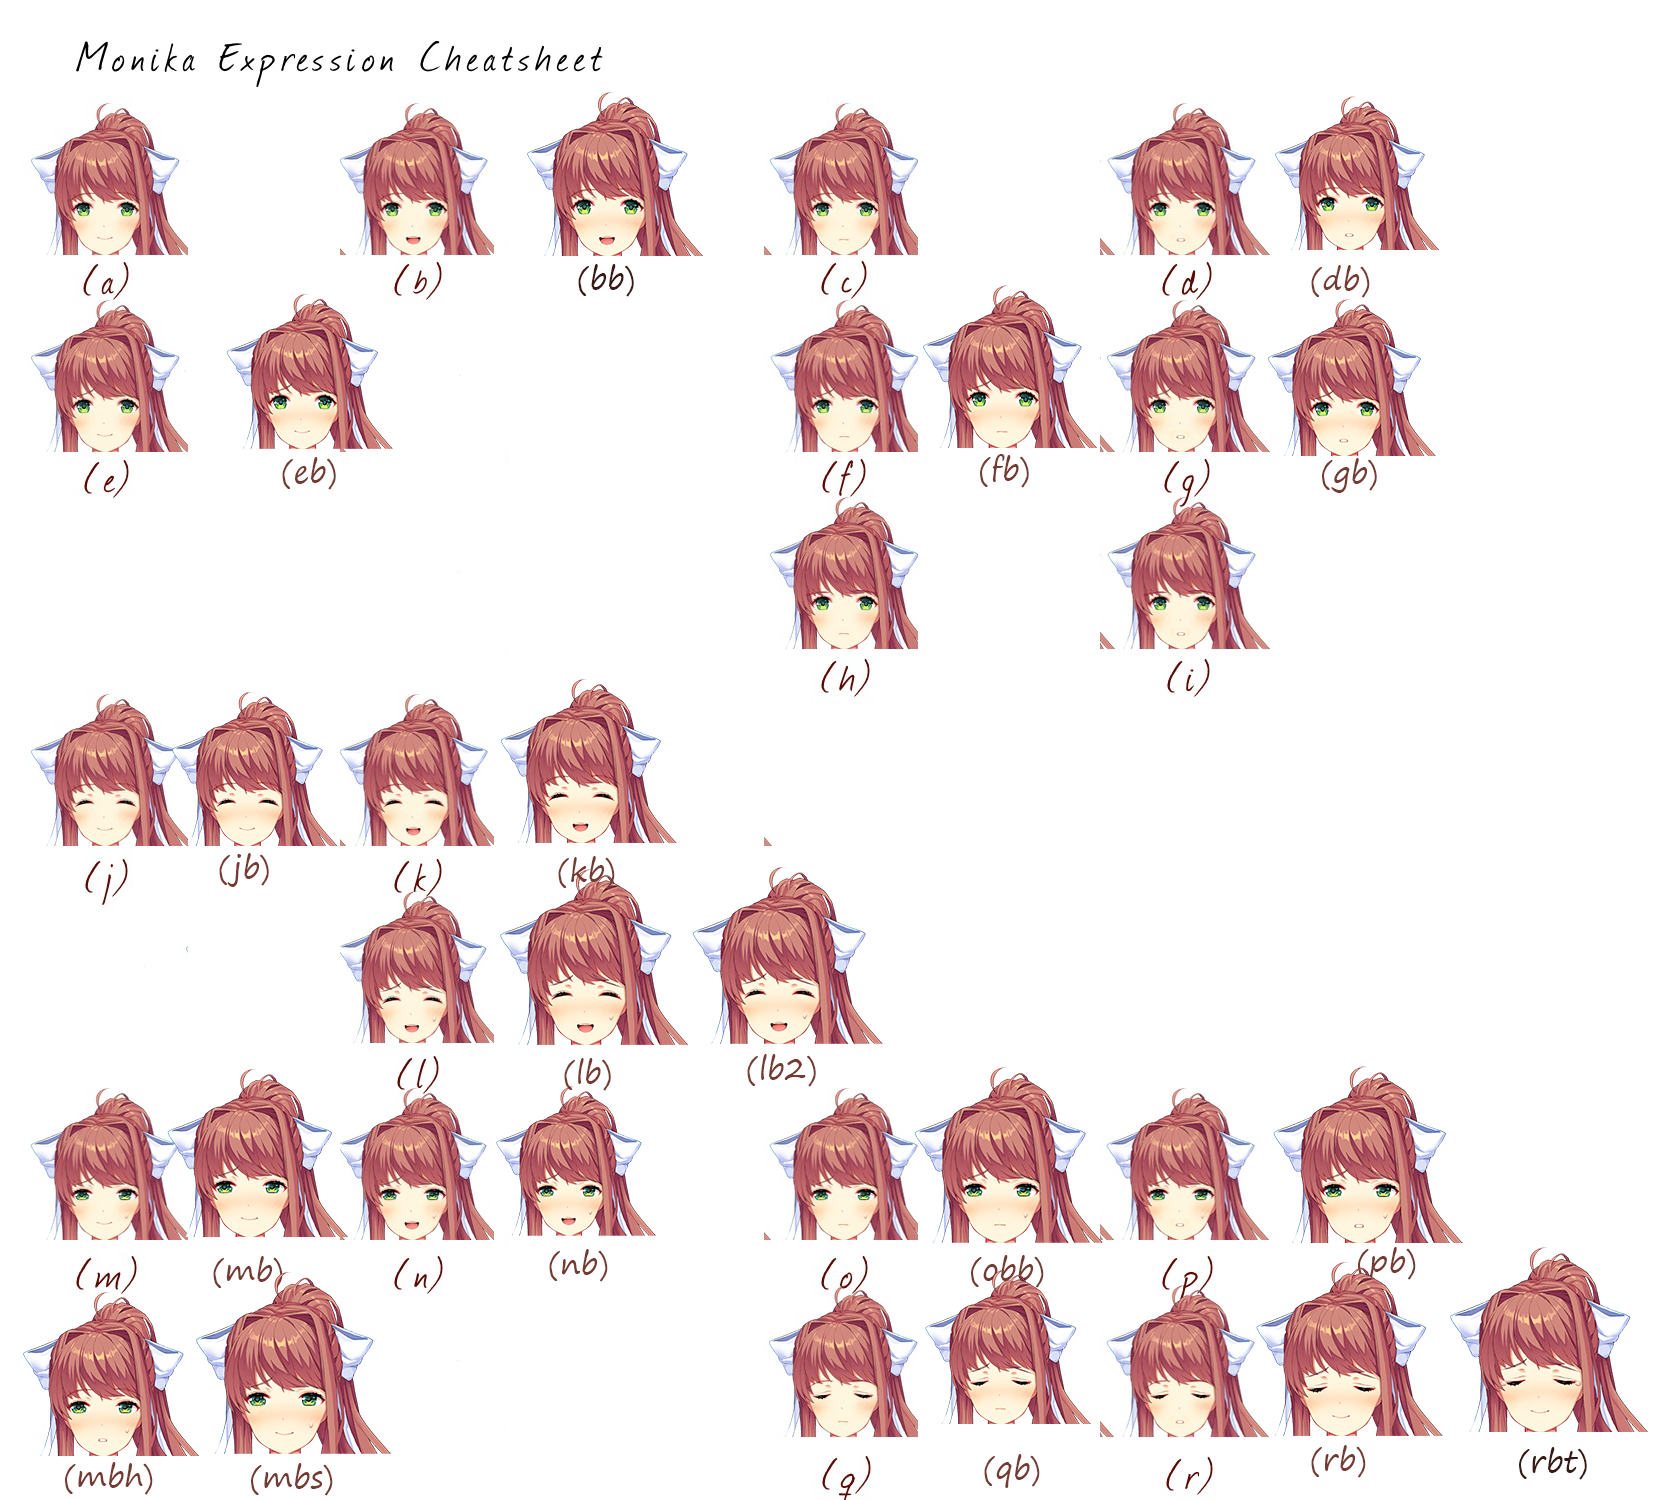 Monika Expression Cheatsheet
(a) (b) (bb) (c) (d) (db)
(e) (eb) (f) (fb) (g) (gb)
(h) (i)
(j) (jb) (k) (kb)
(l) (lb) (lb2)
(m) (mb) (n) (nb) (o) (obb) (p) (pb)
(mbh) (mbs) (q) (qb) (r) (rb) (rbt)